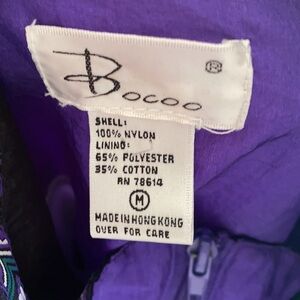 Bocoo ®
SHELL:
100% NYLON
LINING:
65% POLYESTER
35% COTTON
RN 78614
M
MADE IN HONG KONG
OVER FOR CARE